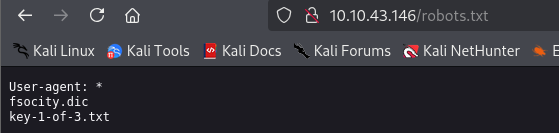 10.10.43.146/robots.txt
Kali Linux Kali Tools Kali Docs Kali Forums Kali NetHunter
User-agent: *
fsocity.dic
key-1-of-3.txt